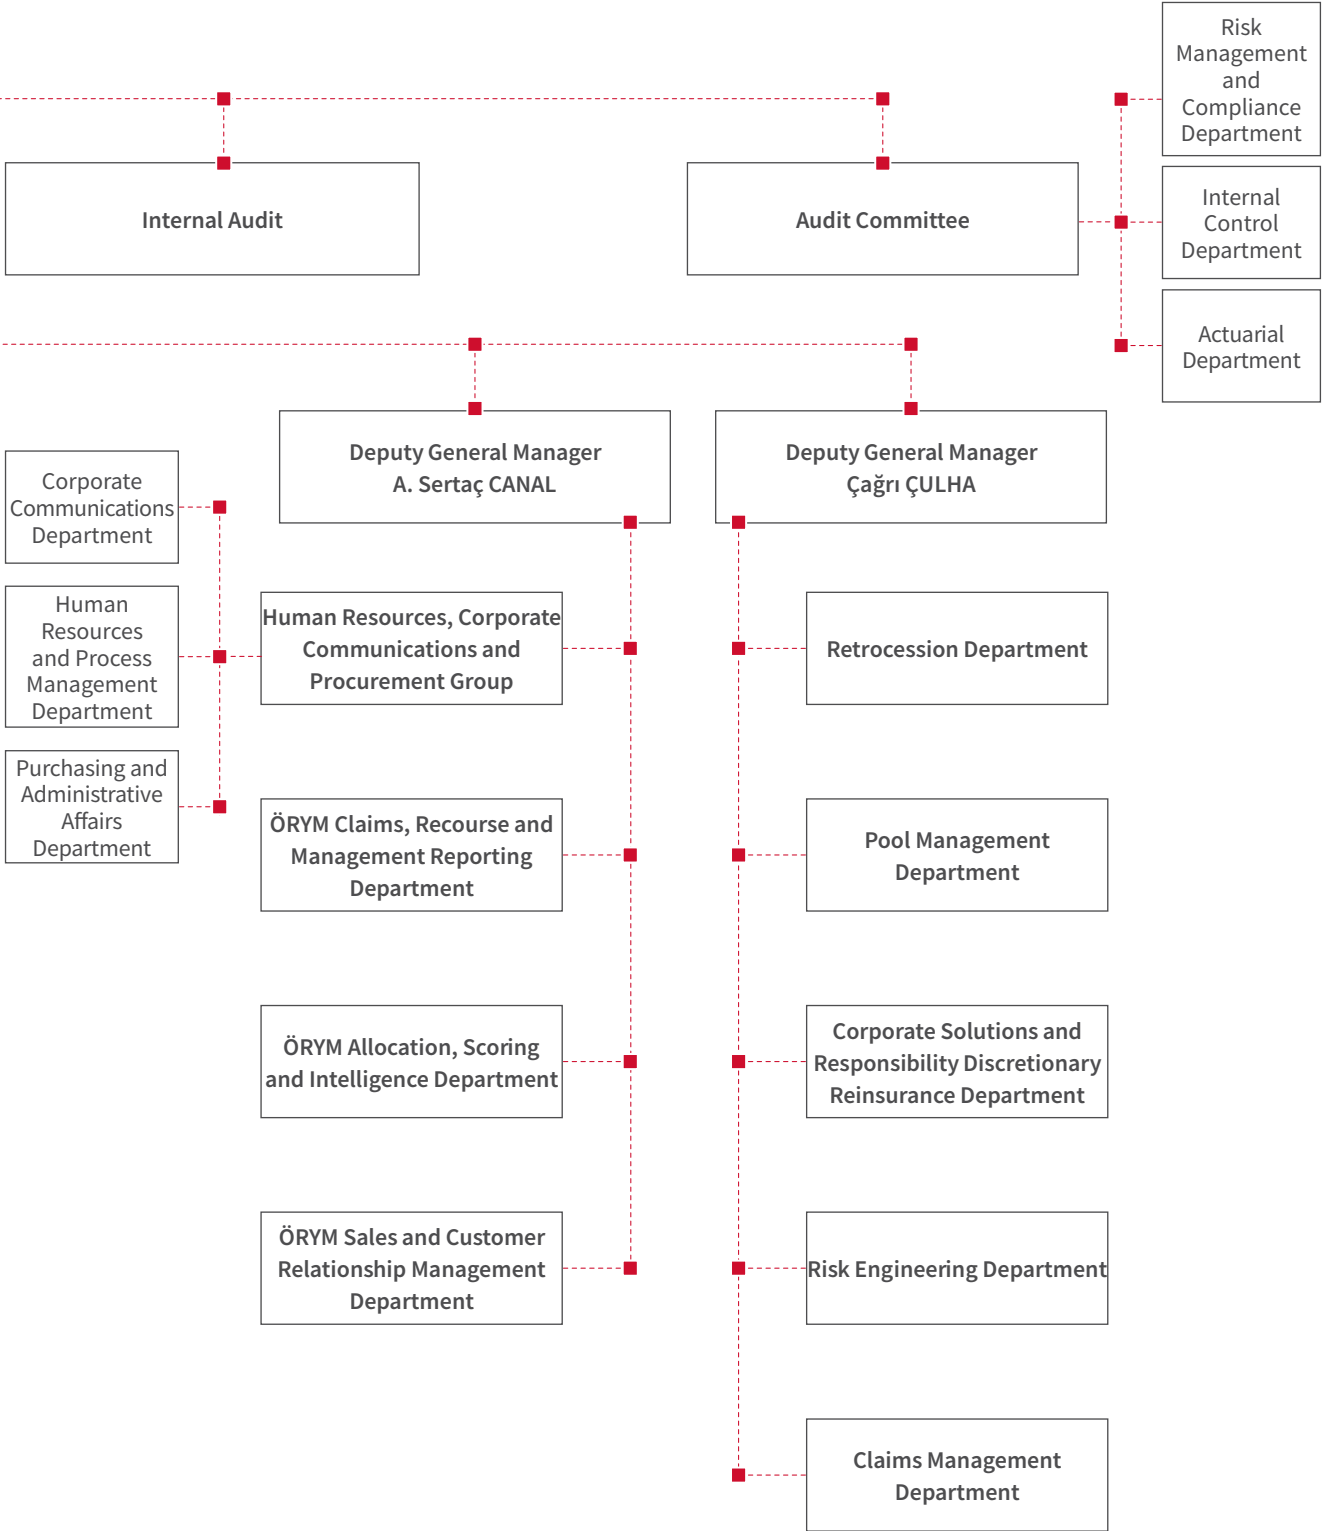 Risk
Management
and
Compliance
Department
Internal Audit
Audit Committee
Internal
Control
Department
Actuarial
Department
Deputy General Manager
A. Sertaç CANAL
Deputy General Manager
Çağrı ÇULHA
Corporate
Communications
Department
Human
Resources
and Process
Management
Department
Purchasing and
Administrative
Affairs
Department
Human Resources, Corporate
Communications and
Procurement Group
ÖRYM Claims, Recourse and
Management Reporting
Department
ÖRYM Allocation, Scoring
and Intelligence Department
ÖRYM Sales and Customer
Relationship Management
Department
Retrocession Department
Pool Management
Department
Corporate Solutions and
Responsibility Discretionary
Reinsurance Department
Risk Engineering Department
Claims Management
Department